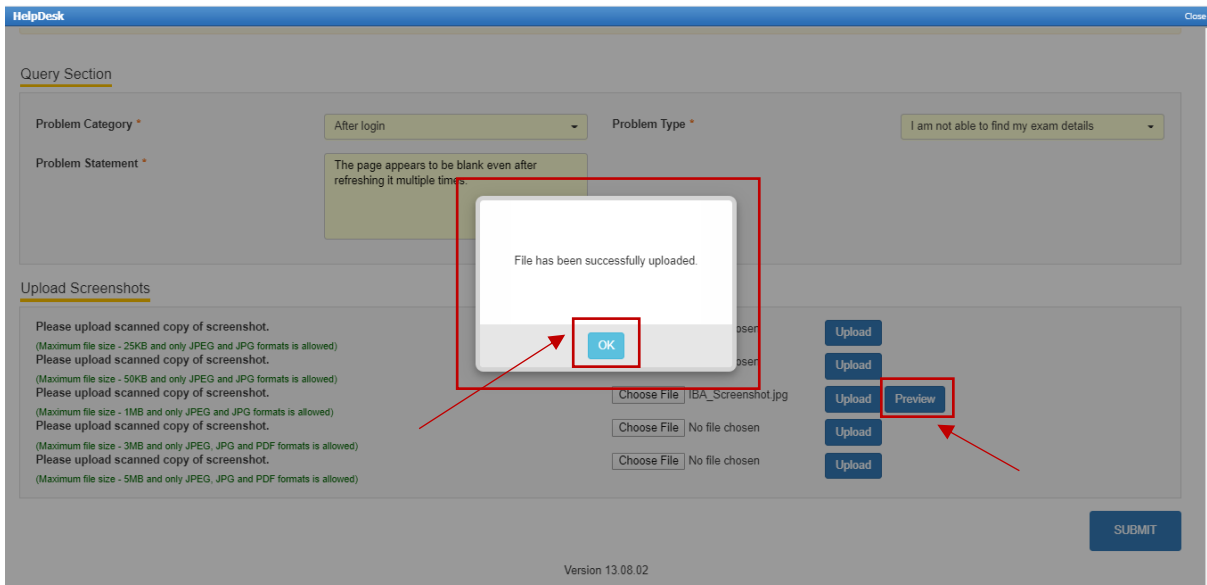 HelpDesk Close
Query Section
Problem Category * After login Problem Type * I am not able to find my exam details
Problem Statement * The page appears to be blank even after
refreshing it multiple times.
File has been successfully uploaded.
OK
Upload Screenshots
Please upload scanned copy of screenshot. Upload
(Maximum file size - 25KB and only JPEG and JPG formats is allowed)
Please upload scanned copy of screenshot. Upload
(Maximum file size - 50KB and only JPEG and JPG formats is allowed)
Please upload scanned copy of screenshot. Choose File IBA_Screenshot.jpg Upload Preview
(Maximum file size - 1MB and only JPEG and JPG formats is allowed)
Please upload scanned copy of screenshot. Choose File No file chosen Upload
(Maximum file size - 3MB and only JPEG, JPG and PDF formats is allowed)
Please upload scanned copy of screenshot. Choose File No file chosen Upload
(Maximum file size - 5MB and only JPEG, JPG and PDF formats is allowed)
SUBMIT
Version 13.08.02